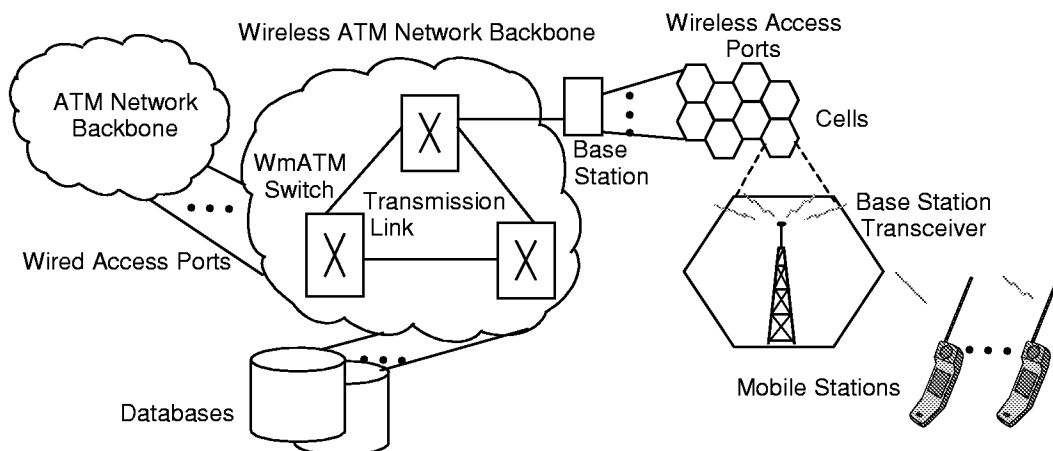 Wireless ATM Network Backbone
Wireless Access
Ports
ATM Network
Backbone
Cells
Base
Station
WmATM
Switch
Transmission
Link
Base Station
Transceiver
Wired Access Ports
Mobile Stations
Databases